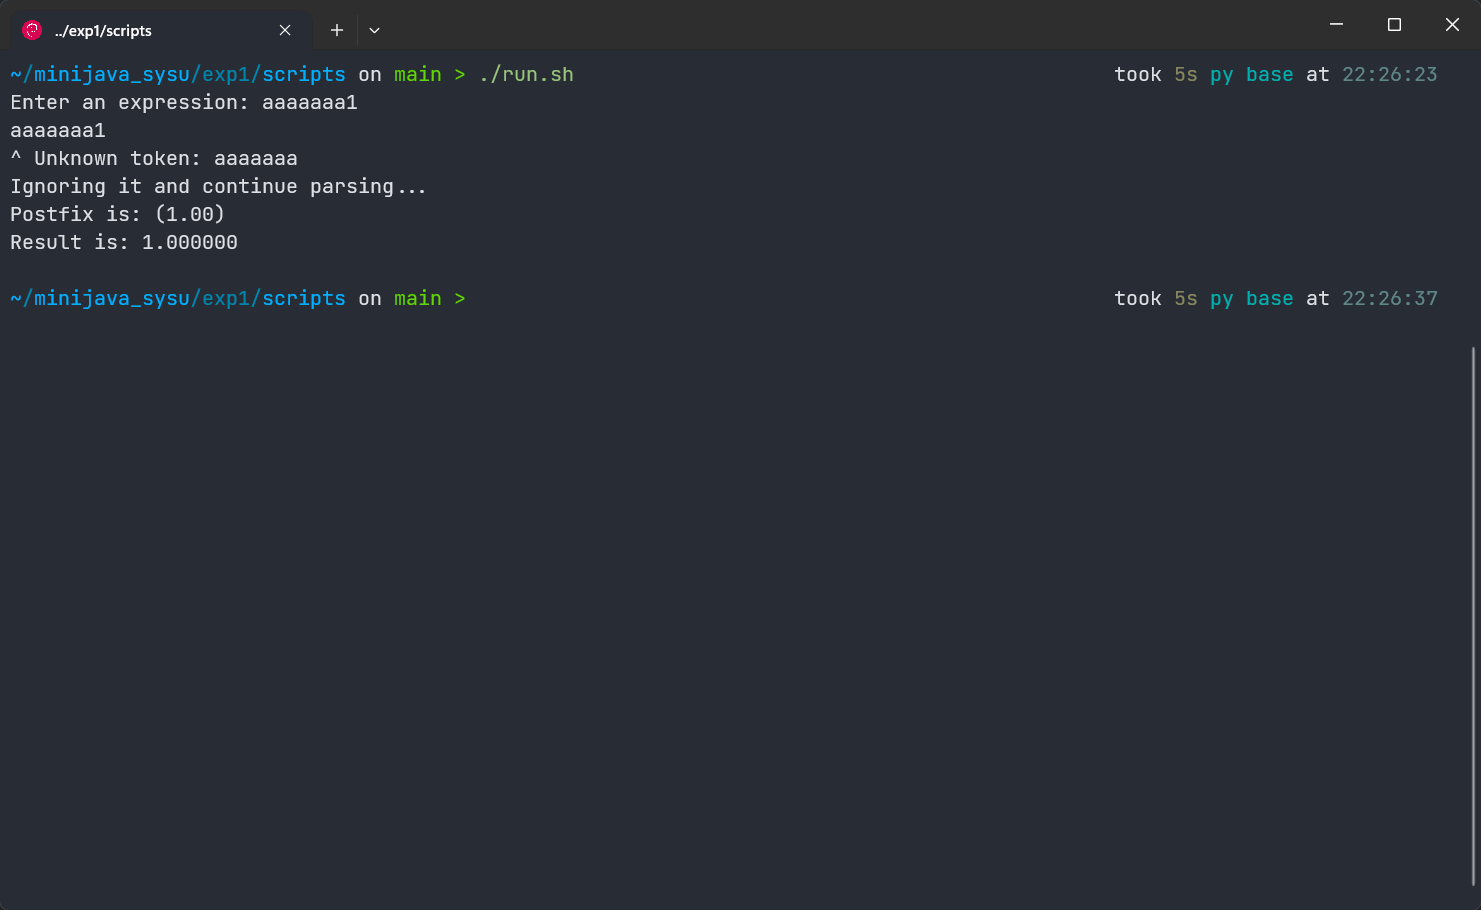 ../exp1/scripts
~/minijava_sysu/exp1/scripts on main > ./run.sh took 5s py base at 22:26:23
Enter an expression: aaaaaaa1
aaaaaaa1
^ Unknown token: aaaaaaa
Ignoring it and continue parsing...
Postfix is: (1.00)
Result is: 1.000000
~/minijava_sysu/exp1/scripts on main > took 5s py base at 22:26:37